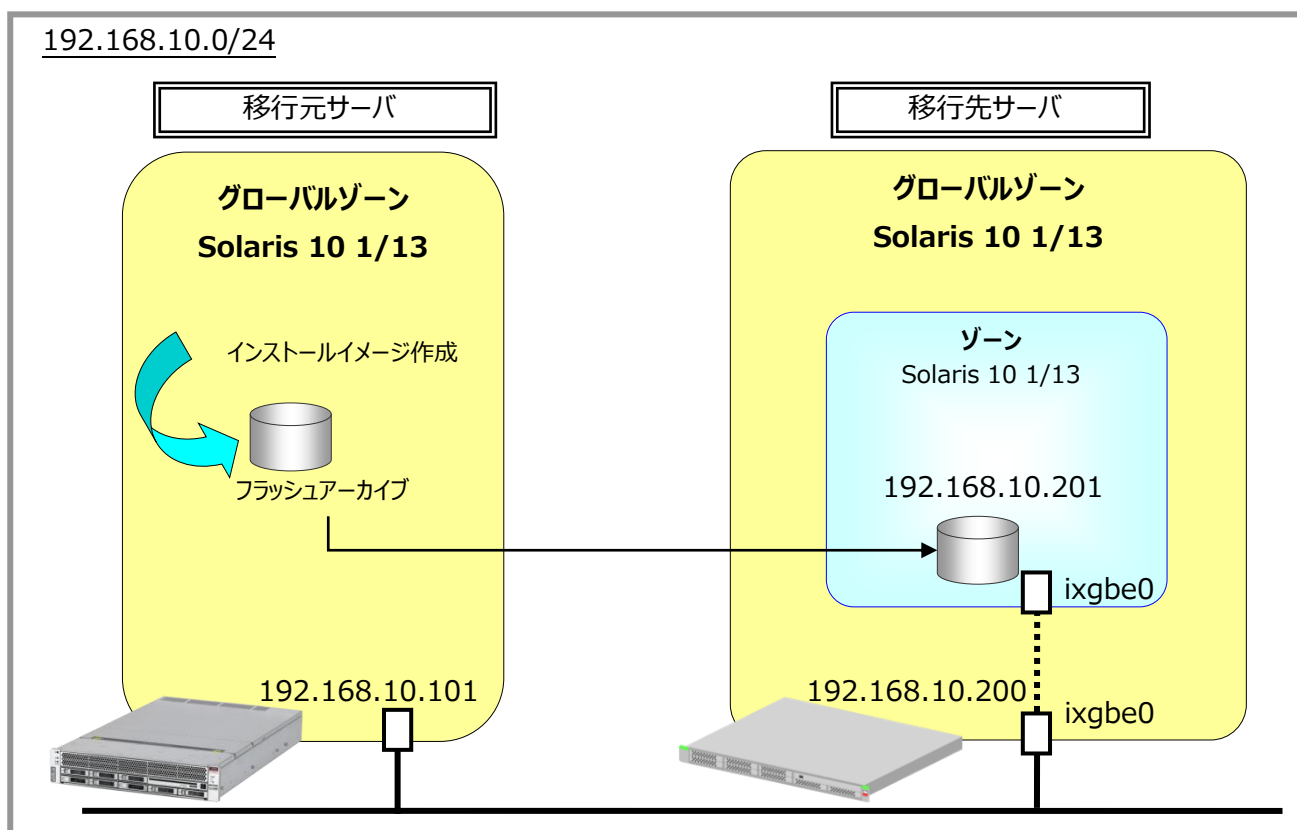 192.168.10.0/24
移行元サーバ
移行先サーバ
グローバルゾーン
Solaris 10 1/13
インストールイメージ作成
フラッシュアーカイブ
192.168.10.101
グローバルゾーン
Solaris 10 1/13
ゾーン
Solaris 10 1/13
192.168.10.201
ixgbe0
192.168.10.200
ixgbe0